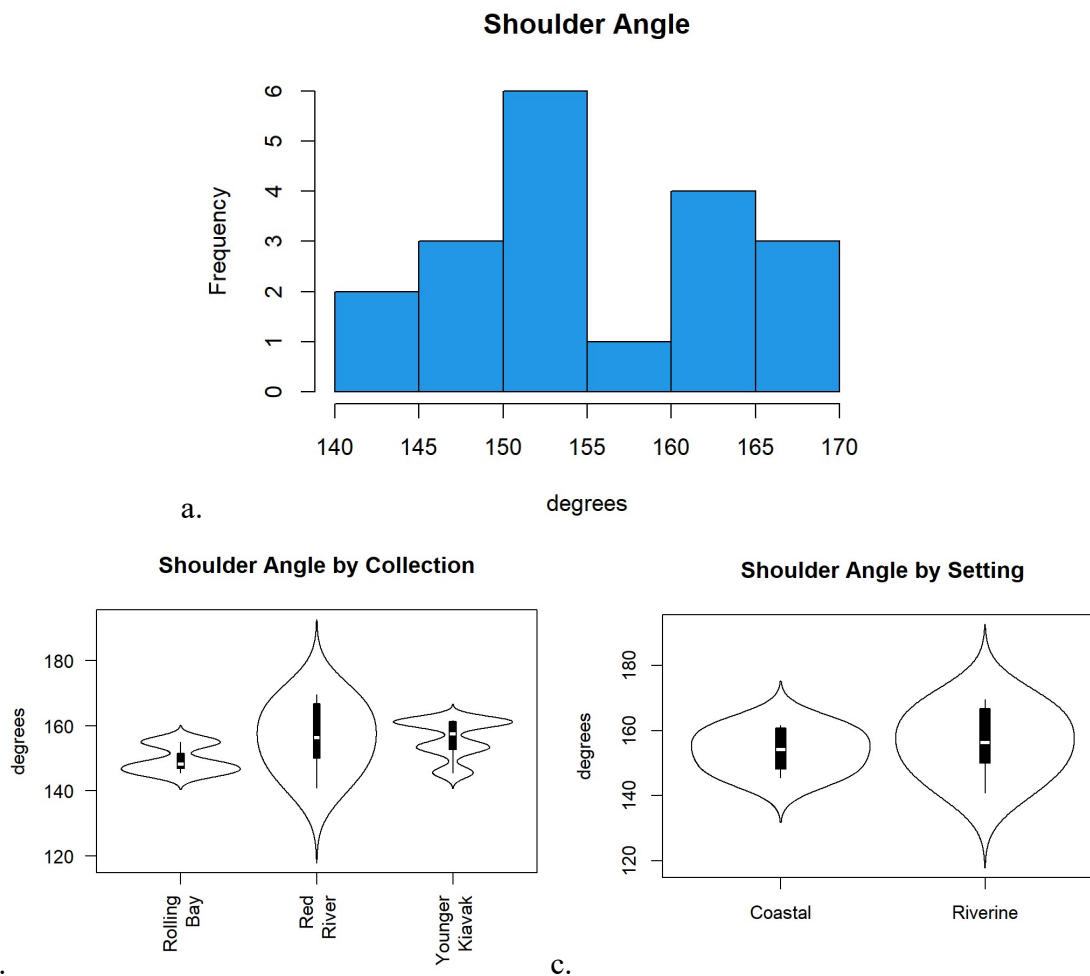 Shoulder Angle
6
5
4
3
2
1
0
Frequency
140 145 150 155 160 165 170
degrees
a.
Shoulder Angle by Collection
180
160
140
120
degrees
Rolling
Bay
Red
River
Younger
Kiavak
.
Shoulder Angle by Setting
180
160
140
120
degrees
Coastal Riverine
c.